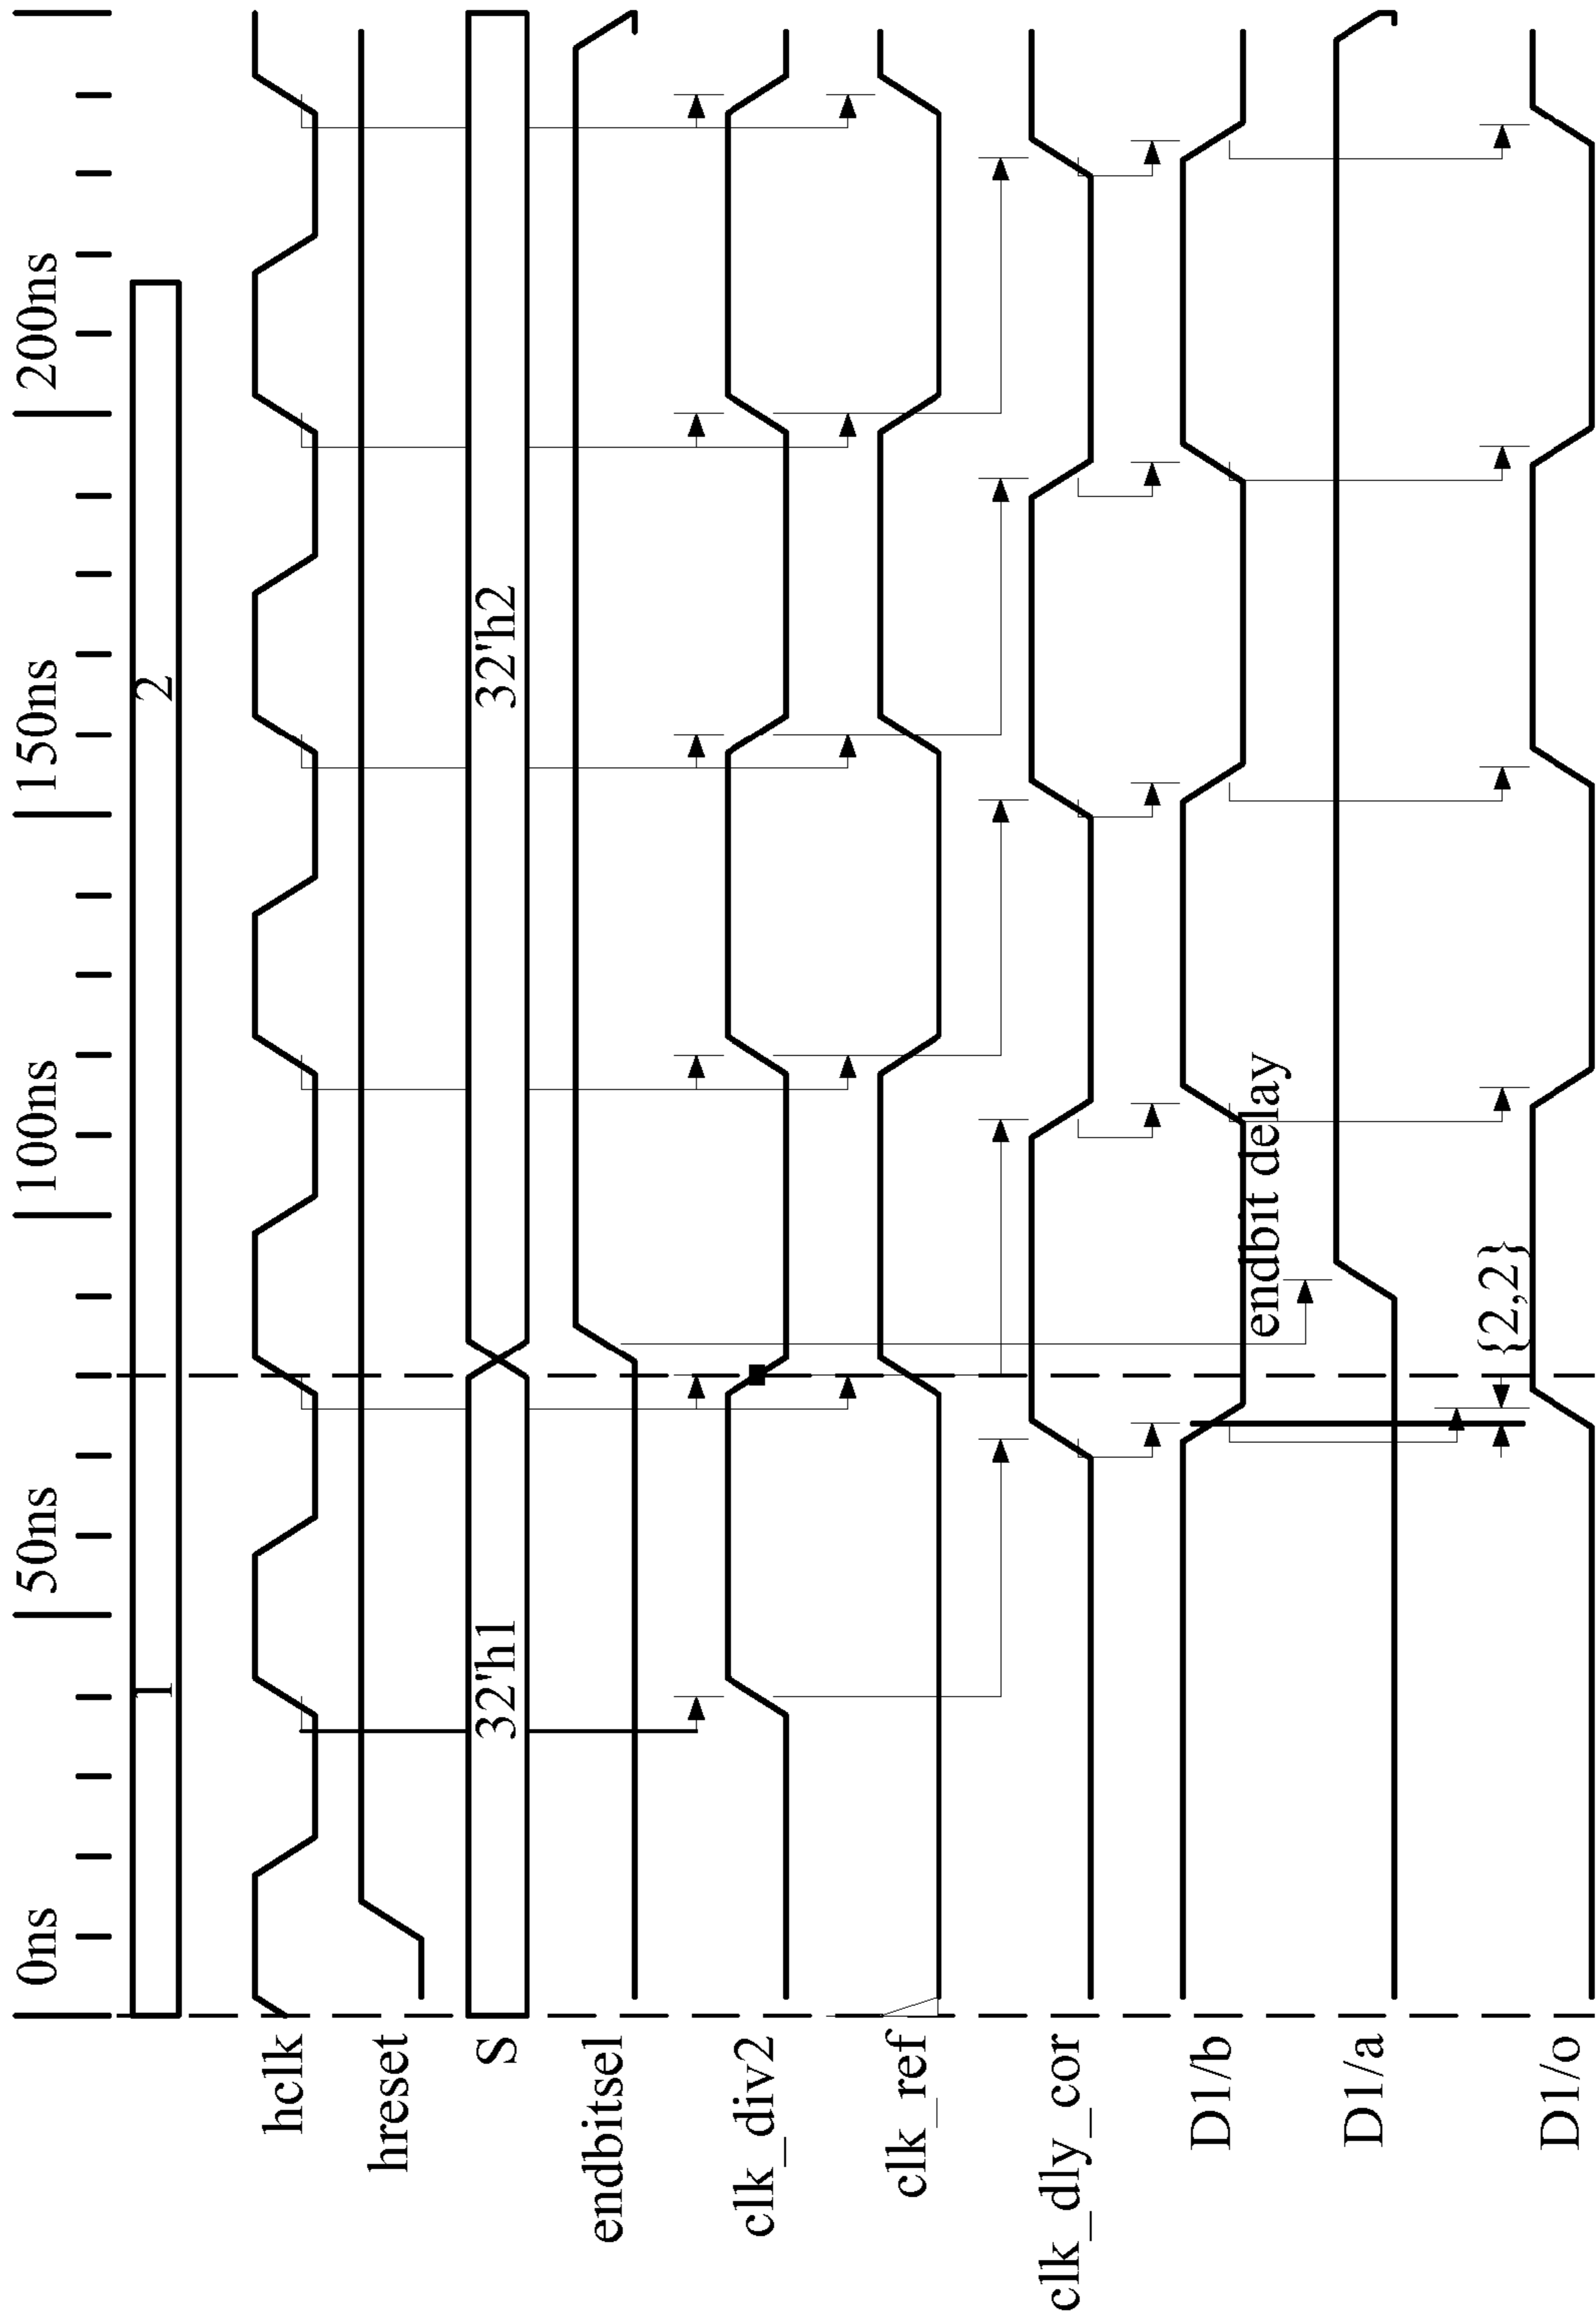 0ns
50ns
100ns
150ns
200ns
1
2
hclk
hreset
S
32'h1
32'h2
endbitsel
clk_div2
clk_ref
clk_dly_cor
D1/b
endbit delay
D1/a
{2,2}
D1/o